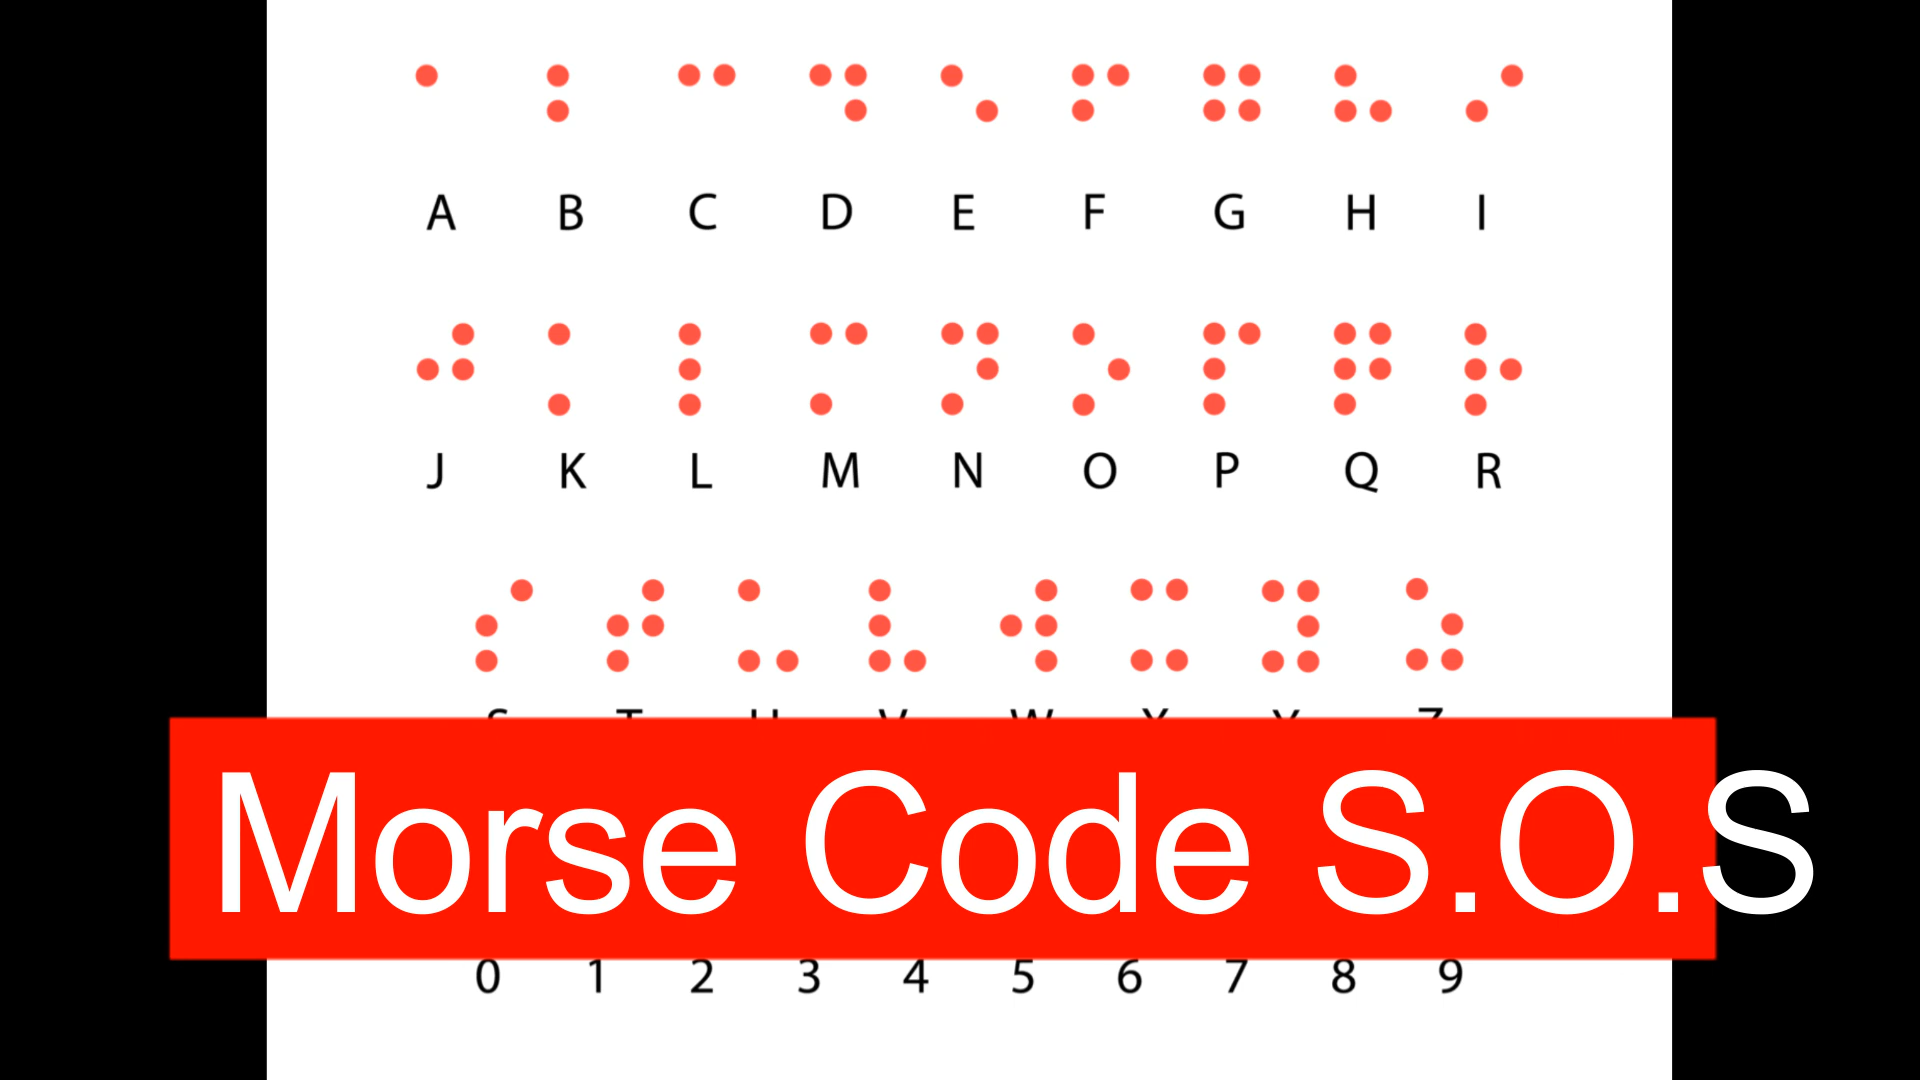 A B C D E F G H I
J K L M N O P Q R
S T U V W X Y Z
Morse Code S.O.S
0 1 2 3 4 5 6 7 8 9